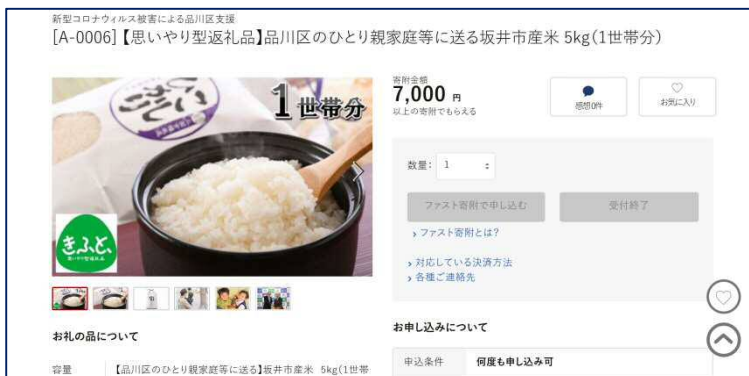 新型コロナウィルス被害による品川区支援
[A-0006]【思いやり型返礼品】品川区のひとり親家庭等に送る坂井市産米 5kg(1世帯分)
1世帯分
きふと、
思いやり型返礼品
寄附金額
7,000 円
以上の寄附でもらえる
感想0件
お気に入り
数量: 1
ファスト寄附で申し込む
受付終了
ファスト寄附とは?
対応している決済方法
各種ご連絡先
お礼の品について
容量 【品川区のひとり親家庭等に送る】坂井市産米 5kg(1世帯
お申し込みについて
申込条件 何度も申し込み可